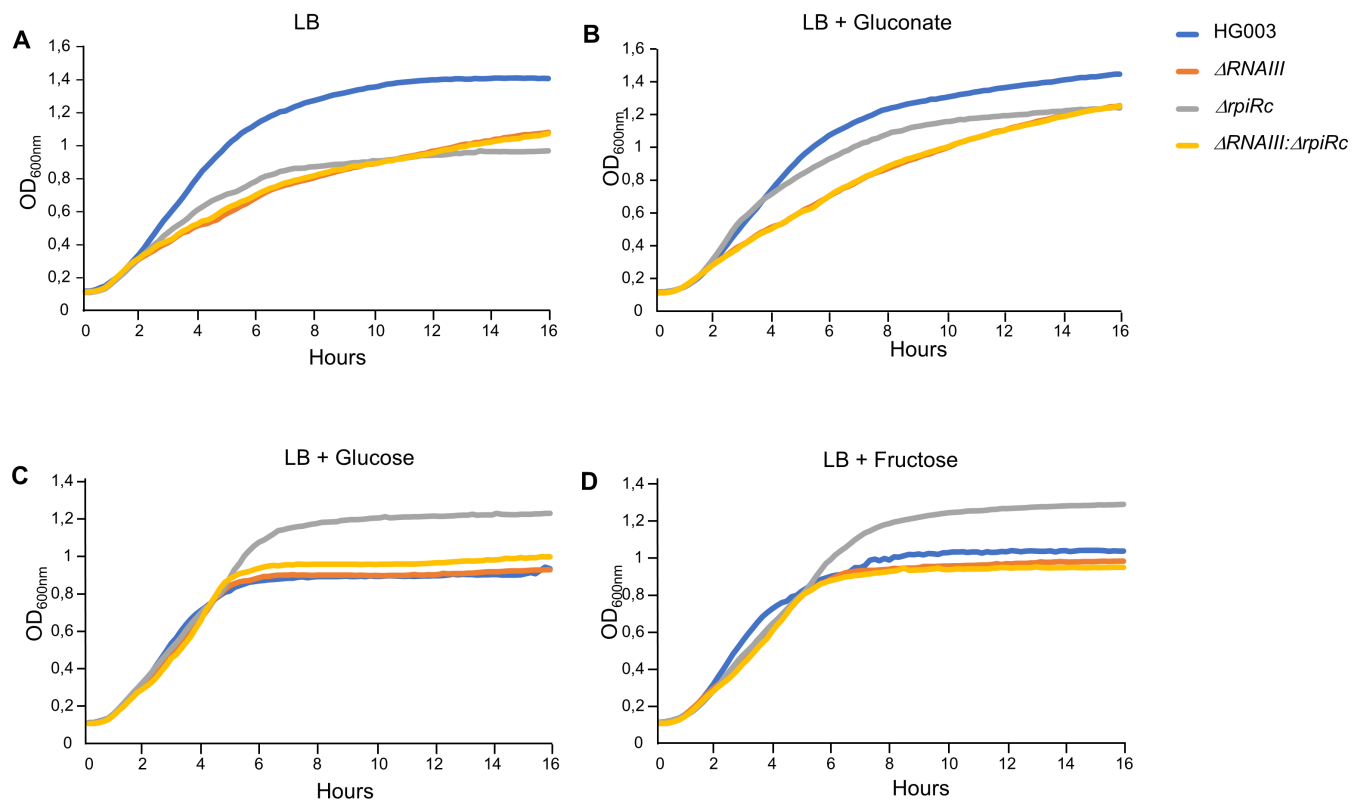 LB
A
OD600nm
1,6
1,4
1,2
1
0,8
0,6
0,4
0,2
0
0 2 4 6 8 10 12 14 16
Hours
LB + Gluconate
B
OD600nm
1,6
1,4
1,2
1
0,8
0,6
0,4
0,2
0
0 2 4 6 8 10 12 14 16
Hours
HG003
ΔRNAIII
ΔrpiRc
ΔRNAIII:ΔrpiRc
LB + Glucose
C
OD600nm
1,4
1,2
1
0,8
0,6
0,4
0,2
0
0 2 4 6 8 10 12 14 16
Hours
LB + Fructose
D
OD600nm
1,4
1,2
1
0,8
0,6
0,4
0,2
0
0 2 4 6 8 10 12 14 16
Hours